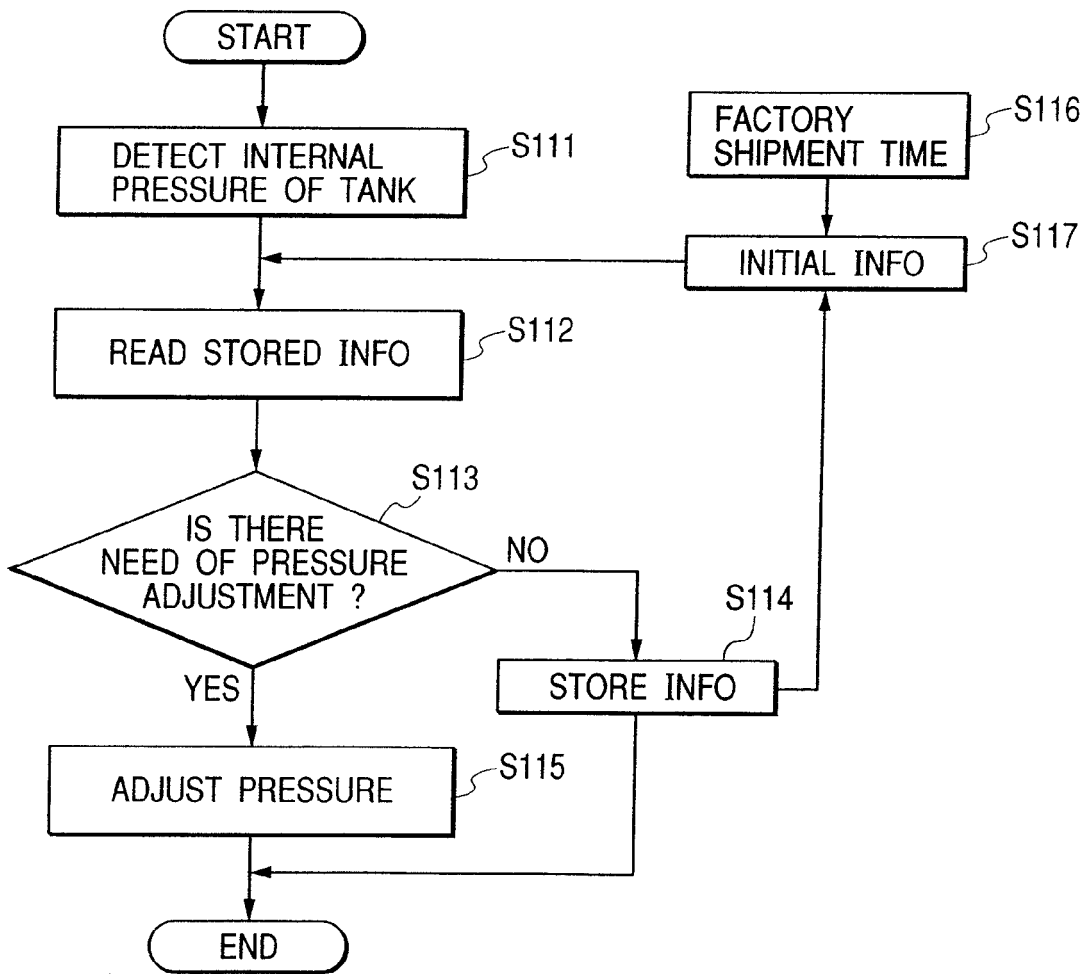 START
DETECT INTERNAL
PRESSURE OF TANK
S111
FACTORY
SHIPMENT TIME
S116
INITIAL INFO
S117
READ STORED INFO
S112
IS THERE
NEED OF PRESSURE
ADJUSTMENT ?
S113
NO
YES
STORE INFO
S114
ADJUST PRESSURE
S115
END